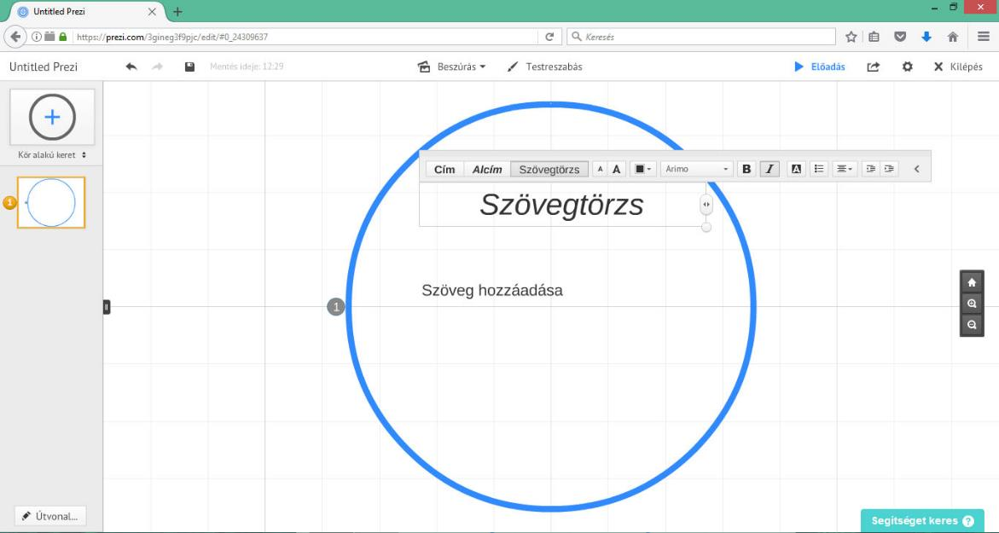 Untitled Prezi
https://prezi.com/3gineg3f9pjc/edit/#0_24309637
Keresés
Untitled Prezi
Mentés ideje: 12:29
Beszúrás
Testreszabás
Előadás
Kilépés
Kör alakú keret
1
Cím
Alcím
Szövegtörzs
A
A
Arimo
B
I
A
Szövegtörzs
Szöveg hozzáadása
1
Útvonal...
Segítséget keres ?